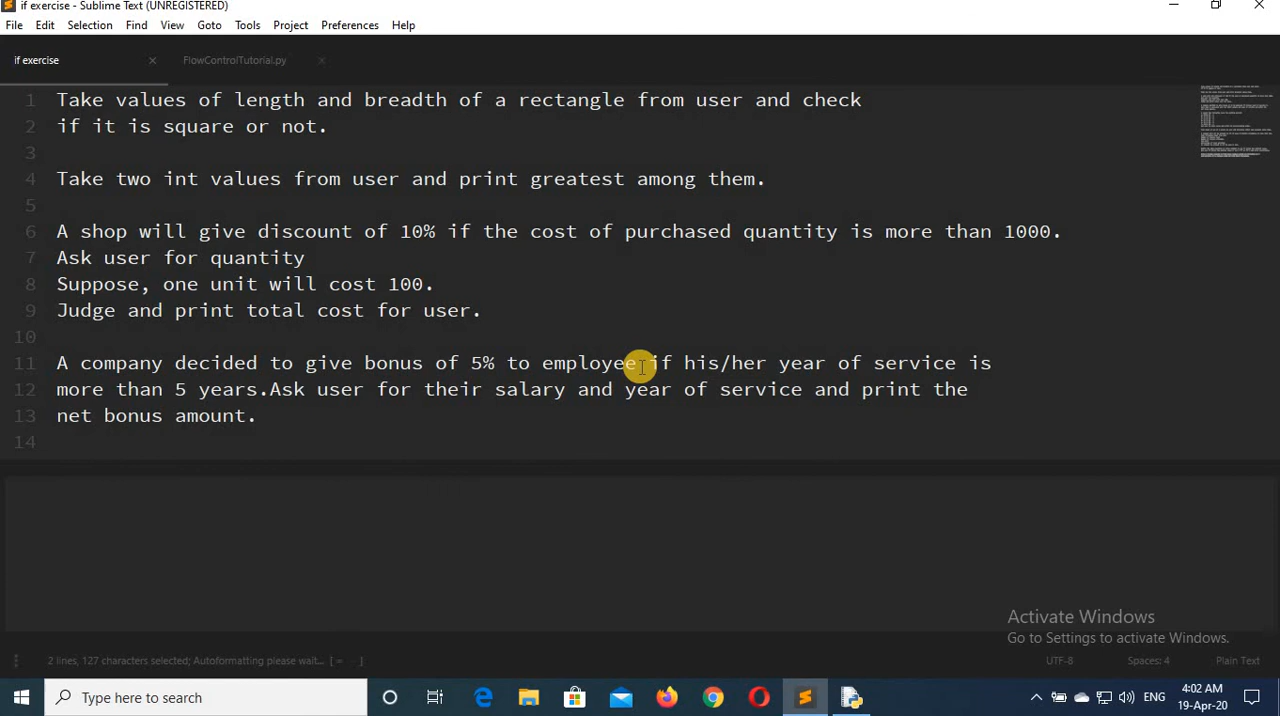 if exercise - Sublime Text (UNREGISTERED)
File Edit Selection Find View Goto Tools Project Preferences Help
if exercise FlowControlTutorial.py
1 Take values of length and breadth of a rectangle from user and check
2 if it is square or not.
3
4 Take two int values from user and print greatest among them.
5
6 A shop will give discount of 10% if the cost of purchased quantity is more than 1000.
7 Ask user for quantity
8 Suppose, one unit will cost 100.
9 Judge and print total cost for user.
10
11 A company decided to give bonus of 5% to employee if his/her year of service is
12 more than 5 years.Ask user for their salary and year of service and print the
13 net bonus amount.
14
Activate Windows
Go to Settings to activate Windows.
2 lines, 127 characters selected; Autoformatting please wait... [ = ] UTF-8 Spaces: 4 Plain Text
Type here to search ENG 4:02 AM
19-Apr-20